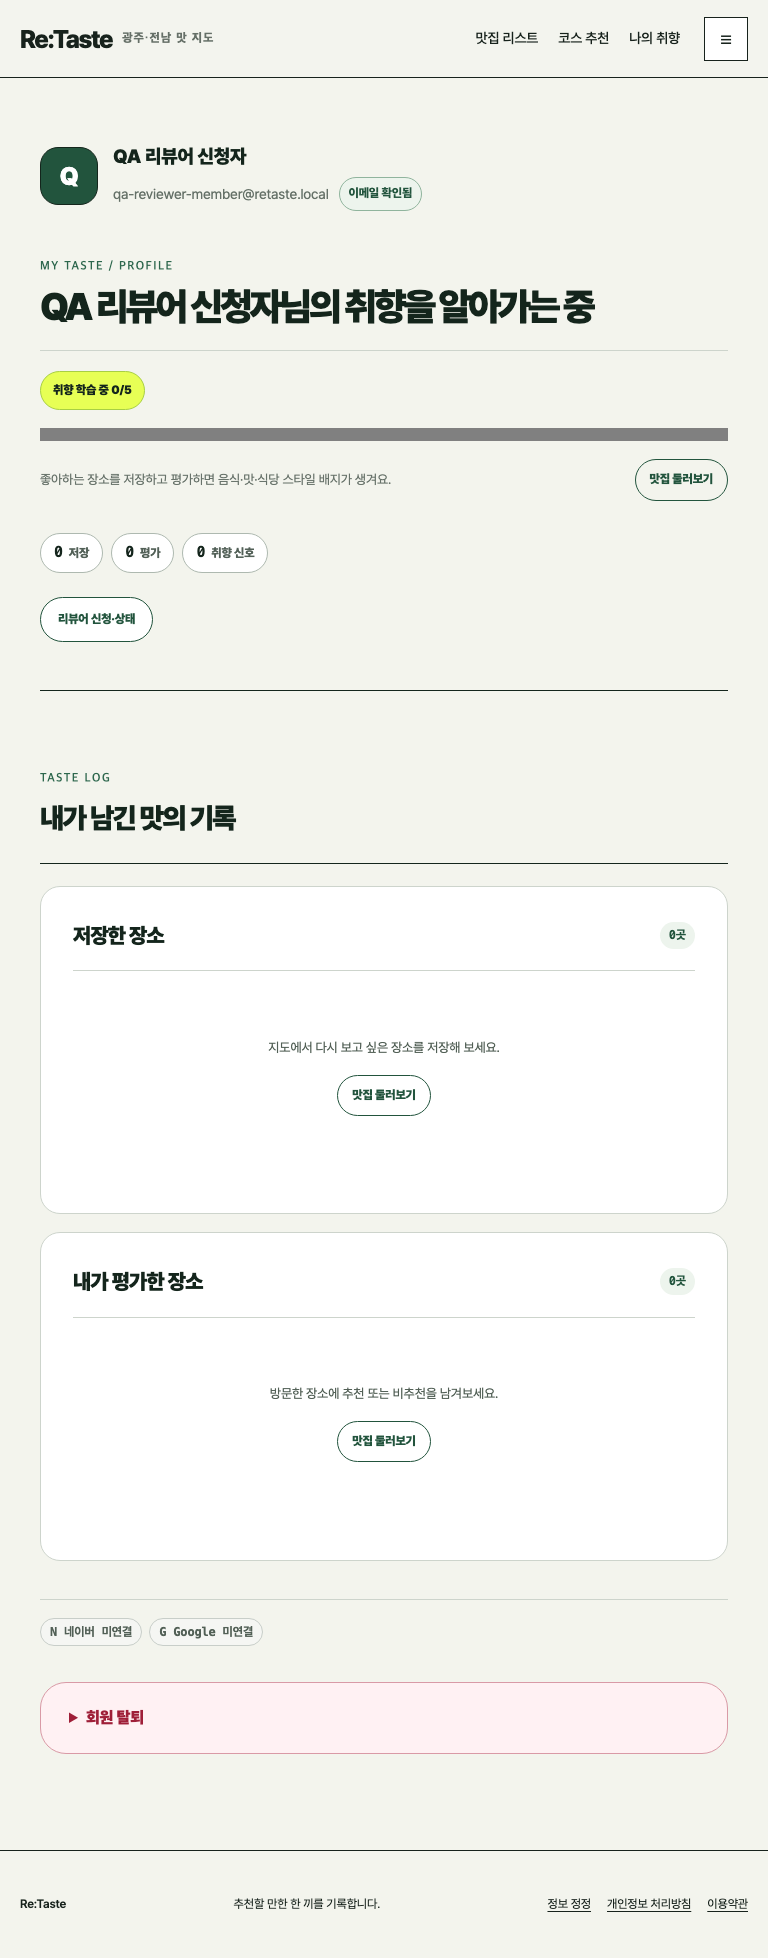 Re:Taste 광주·전남 맛 지도 맛집 리스트 코스 추천 나의 취향 ≡
Q
QA 리뷰어 신청자
qa-reviewer-member@retaste.local 이메일 확인됨
MY TASTE / PROFILE
QA 리뷰어 신청자님의 취향을 알아가는 중
취향 학습 중 0/5
좋아하는 장소를 저장하고 평가하면 음식·맛·식당 스타일 배지가 생겨요. 맛집 둘러보기
0 저장 0 평가 0 취향 신호
리뷰어 신청·상태
TASTE LOG
내가 남긴 맛의 기록
저장한 장소 0곳
지도에서 다시 보고 싶은 장소를 저장해 보세요.
맛집 둘러보기
내가 평가한 장소 0곳
방문한 장소에 추천 또는 비추천을 남겨보세요.
맛집 둘러보기
N 네이버 미연결 G Google 미연결
▶ 회원 탈퇴
Re:Taste 추천할 만한 한 끼를 기록합니다. 정보 정정 개인정보 처리방침 이용약관